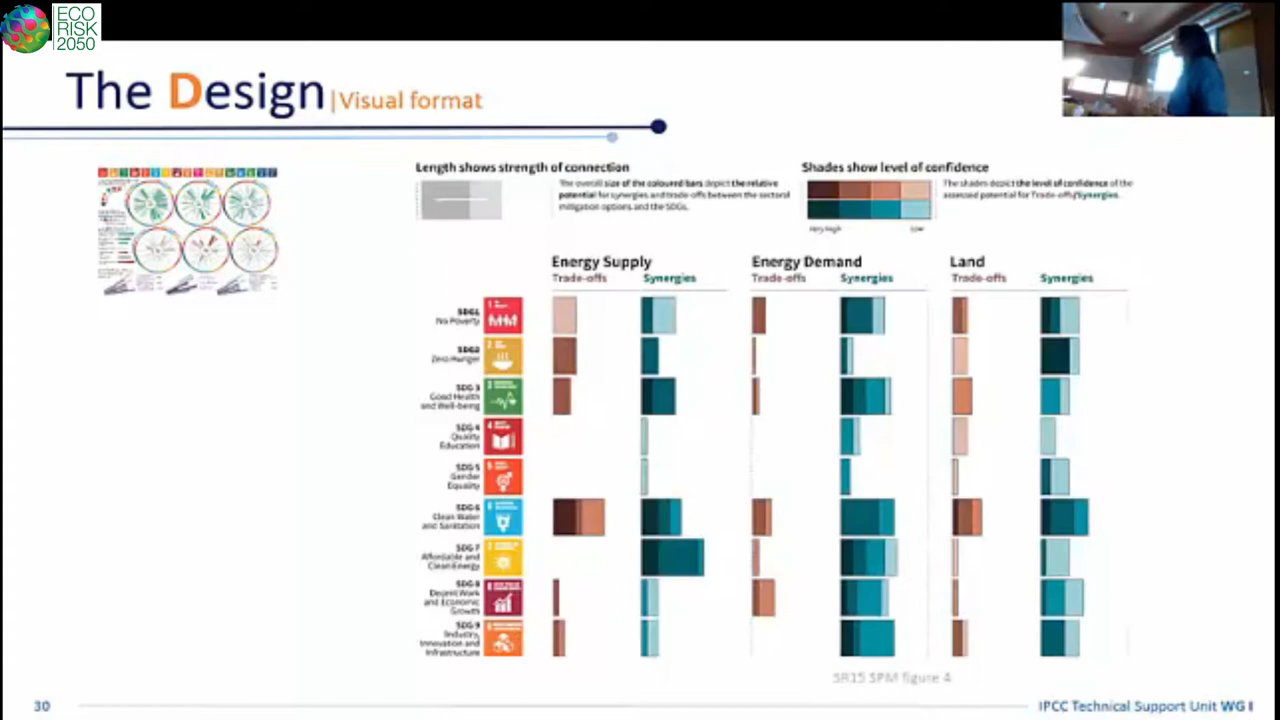 ECO
RISK
2050
The Design|Visual format
Length shows strength of connection
The overall size of the coloured bars depict the relative
potential for synergies and trade-offs between the sectoral
mitigation options and the SDGs.
Shades show level of confidence
The shades depict the level of confidence of the
assessed potential for Trade-offs/Synergies.
Very High
Low
Energy Supply
Energy Demand
Land
Trade-offs
Synergies
Trade-offs
Synergies
Trade-offs
Synergies
SDG1
No Poverty
SDG2
Zero Hunger
SDG 3
Good Health
and Well-being
SDG 4
Quality
Education
SDG 5
Gender
Equality
SDG 6
Clean Water
and Sanitation
SDG 7
Affordable and
Clean Energy
SDG 8
Decent Work
and Economic
Growth
SDG 9
Industry,
Innovation and
Infrastructure
SR15 SPM figure 4
30
IPCC Technical Support Unit WG I